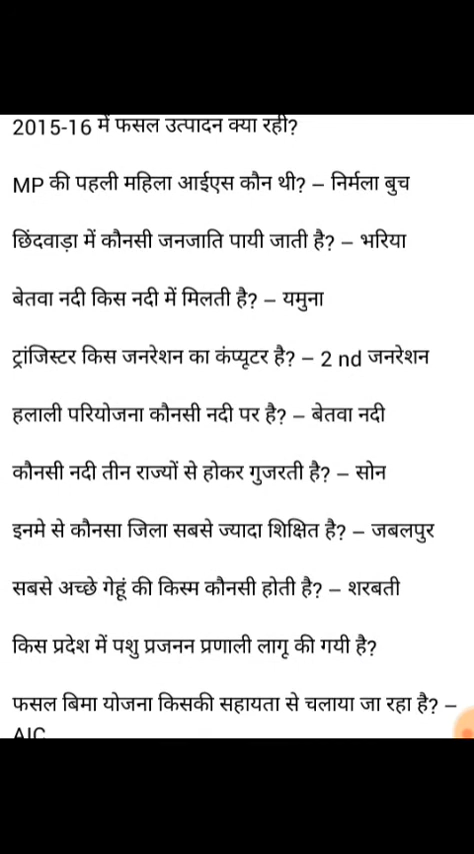 2015-16 में फसल उत्पादन क्या रही?
MP की पहली महिला आईएस कौन थी? – निर्मला बुच
छिंदवाड़ा में कौनसी जनजाति पायी जाती है? – भरिया
बेतवा नदी किस नदी में मिलती है? – यमुना
ट्रांजिस्टर किस जनरेशन का कंप्यूटर है? – 2 nd जनरेशन
हलाली परियोजना कौनसी नदी पर है? – बेतवा नदी
कौनसी नदी तीन राज्यों से होकर गुजरती है? – सोन
इनमे से कौनसा जिला सबसे ज्यादा शिक्षित है? – जबलपुर
सबसे अच्छे गेहूं की किस्म कौनसी होती है? – शरबती
किस प्रदेश में पशु प्रजनन प्रणाली लागू की गयी है?
फसल बिमा योजना किसकी सहायता से चलाया जा रहा है? –
AIC